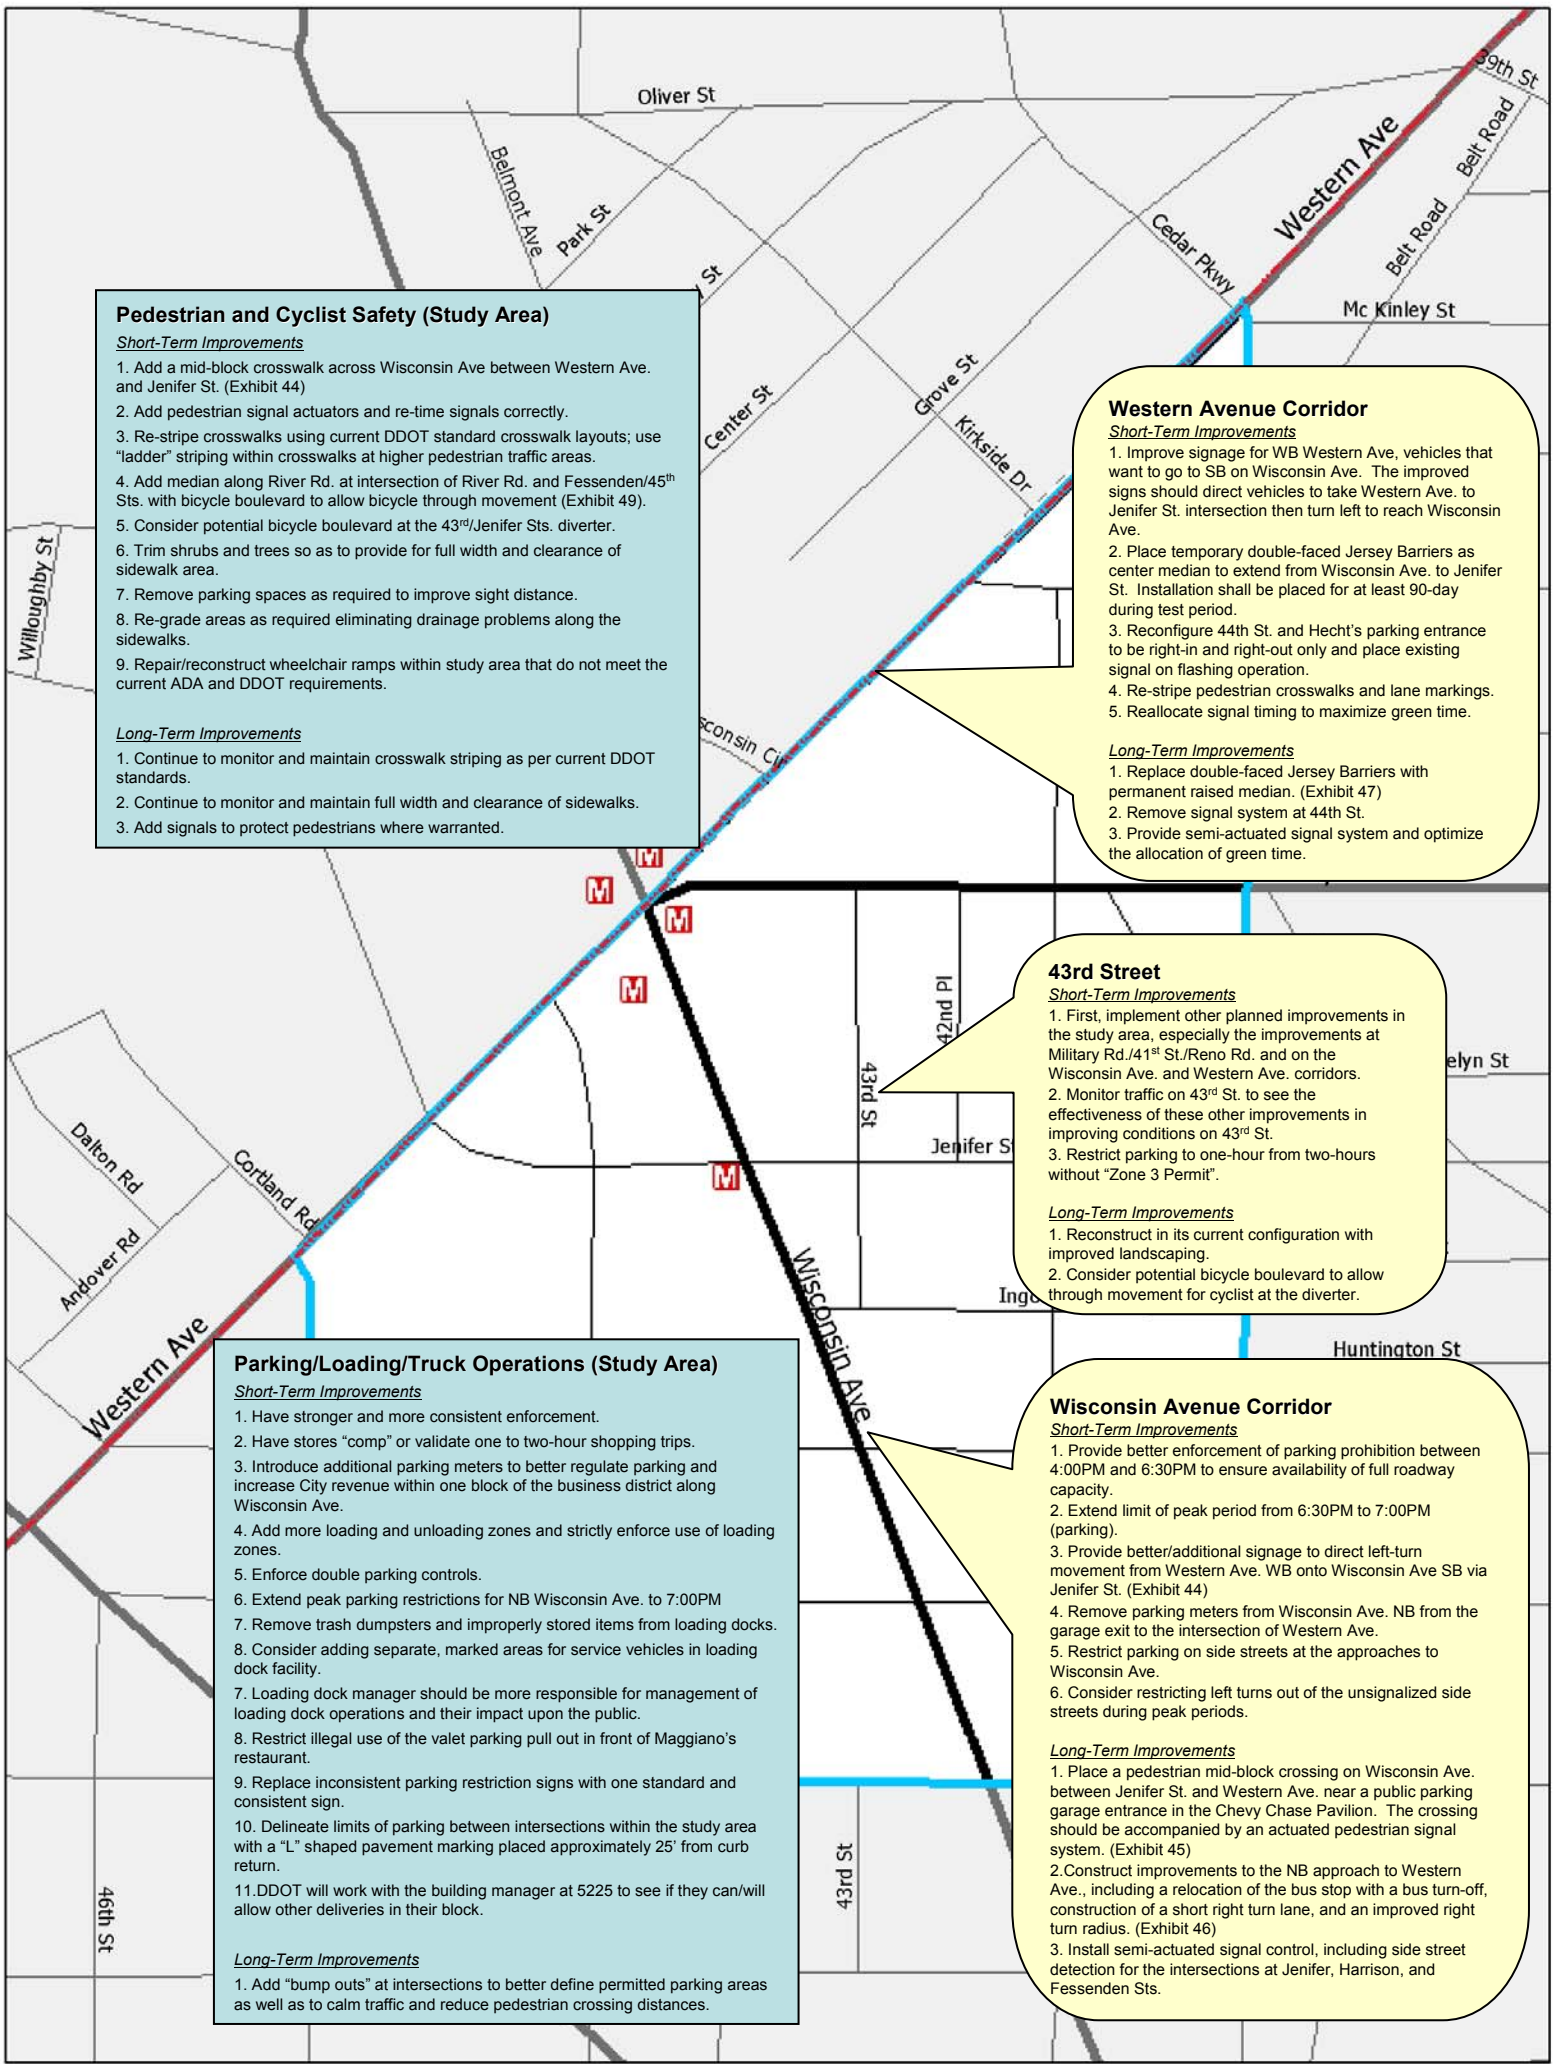 Oliver St
39th St
Belt Road
Western Ave
Belmont Ave
Park St
Cedar Pkwy
Belt Road
St
Mc Kinley St
Pedestrian and Cyclist Safety (Study Area)
Short-Term Improvements
1. Add a mid-block crosswalk across Wisconsin Ave between Western Ave.
and Jenifer St. (Exhibit 44)
2. Add pedestrian signal actuators and re-time signals correctly.
3. Re-stripe crosswalks using current DDOT standard crosswalk layouts; use
“ladder” striping within crosswalks at higher pedestrian traffic areas.
4. Add median along River Rd. at intersection of River Rd. and Fessenden/45th
Sts. with bicycle boulevard to allow bicycle through movement (Exhibit 49).
5. Consider potential bicycle boulevard at the 43rd/Jenifer Sts. diverter.
6. Trim shrubs and trees so as to provide for full width and clearance of
sidewalk area.
7. Remove parking spaces as required to improve sight distance.
8. Re-grade areas as required eliminating drainage problems along the
sidewalks.
9. Repair/reconstruct wheelchair ramps within study area that do not meet the
current ADA and DDOT requirements.
Long-Term Improvements
1. Continue to monitor and maintain crosswalk striping as per current DDOT
standards.
2. Continue to monitor and maintain full width and clearance of sidewalks.
3. Add signals to protect pedestrians where warranted.
Center St
Grove St
Kirkside Dr
Willoughby St
sconsin Cir
Western Avenue Corridor
Short-Term Improvements
1. Improve signage for WB Western Ave, vehicles that
want to go to SB on Wisconsin Ave. The improved
signs should direct vehicles to take Western Ave. to
Jenifer St. intersection then turn left to reach Wisconsin
Ave.
2. Place temporary double-faced Jersey Barriers as
center median to extend from Wisconsin Ave. to Jenifer
St. Installation shall be placed for at least 90-day
during test period.
3. Reconfigure 44th St. and Hecht’s parking entrance
to be right-in and right-out only and place existing
signal on flashing operation.
4. Re-stripe pedestrian crosswalks and lane markings.
5. Reallocate signal timing to maximize green time.
Long-Term Improvements
1. Replace double-faced Jersey Barriers with
permanent raised median. (Exhibit 47)
2. Remove signal system at 44th St.
3. Provide semi-actuated signal system and optimize
the allocation of green time.
M
M
M
M
M
42nd Pl
43rd St
Jenifer St
elyn St
43rd Street
Short-Term Improvements
1. First, implement other planned improvements in
the study area, especially the improvements at
Military Rd./41st St./Reno Rd. and on the
Wisconsin Ave. and Western Ave. corridors.
2. Monitor traffic on 43rd St. to see the
effectiveness of these other improvements in
improving conditions on 43rd St.
3. Restrict parking to one-hour from two-hours
without “Zone 3 Permit”.
Long-Term Improvements
1. Reconstruct in its current configuration with
improved landscaping.
2. Consider potential bicycle boulevard to allow
through movement for cyclist at the diverter.
Dalton Rd
Cortland Rd
Andover Rd
Western Ave
Wisconsin Ave
Ingo
Huntington St
Parking/Loading/Truck Operations (Study Area)
Short-Term Improvements
1. Have stronger and more consistent enforcement.
2. Have stores “comp” or validate one to two-hour shopping trips.
3. Introduce additional parking meters to better regulate parking and
increase City revenue within one block of the business district along
Wisconsin Ave.
4. Add more loading and unloading zones and strictly enforce use of loading
zones.
5. Enforce double parking controls.
6. Extend peak parking restrictions for NB Wisconsin Ave. to 7:00PM
7. Remove trash dumpsters and improperly stored items from loading docks.
8. Consider adding separate, marked areas for service vehicles in loading
dock facility.
7. Loading dock manager should be more responsible for management of
loading dock operations and their impact upon the public.
8. Restrict illegal use of the valet parking pull out in front of Maggiano’s
restaurant.
9. Replace inconsistent parking restriction signs with one standard and
consistent sign.
10. Delineate limits of parking between intersections within the study area
with a “L” shaped pavement marking placed approximately 25’ from curb
return.
11.DDOT will work with the building manager at 5225 to see if they can/will
allow other deliveries in their block.
Long-Term Improvements
1. Add “bump outs” at intersections to better define permitted parking areas
as well as to calm traffic and reduce pedestrian crossing distances.
Wisconsin Avenue Corridor
Short-Term Improvements
1. Provide better enforcement of parking prohibition between
4:00PM and 6:30PM to ensure availability of full roadway
capacity.
2. Extend limit of peak period from 6:30PM to 7:00PM
(parking).
3. Provide better/additional signage to direct left-turn
movement from Western Ave. WB onto Wisconsin Ave SB via
Jenifer St. (Exhibit 44)
4. Remove parking meters from Wisconsin Ave. NB from the
garage exit to the intersection of Western Ave.
5. Restrict parking on side streets at the approaches to
Wisconsin Ave.
6. Consider restricting left turns out of the unsignalized side
streets during peak periods.
Long-Term Improvements
1. Place a pedestrian mid-block crossing on Wisconsin Ave.
between Jenifer St. and Western Ave. near a public parking
garage entrance in the Chevy Chase Pavilion. The crossing
should be accompanied by an actuated pedestrian signal
system. (Exhibit 45)
2.Construct improvements to the NB approach to Western
Ave., including a relocation of the bus stop with a bus turn-off,
construction of a short right turn lane, and an improved right
turn radius. (Exhibit 46)
3. Install semi-actuated signal control, including side street
detection for the intersections at Jenifer, Harrison, and
Fessenden Sts.
46th St
43rd St